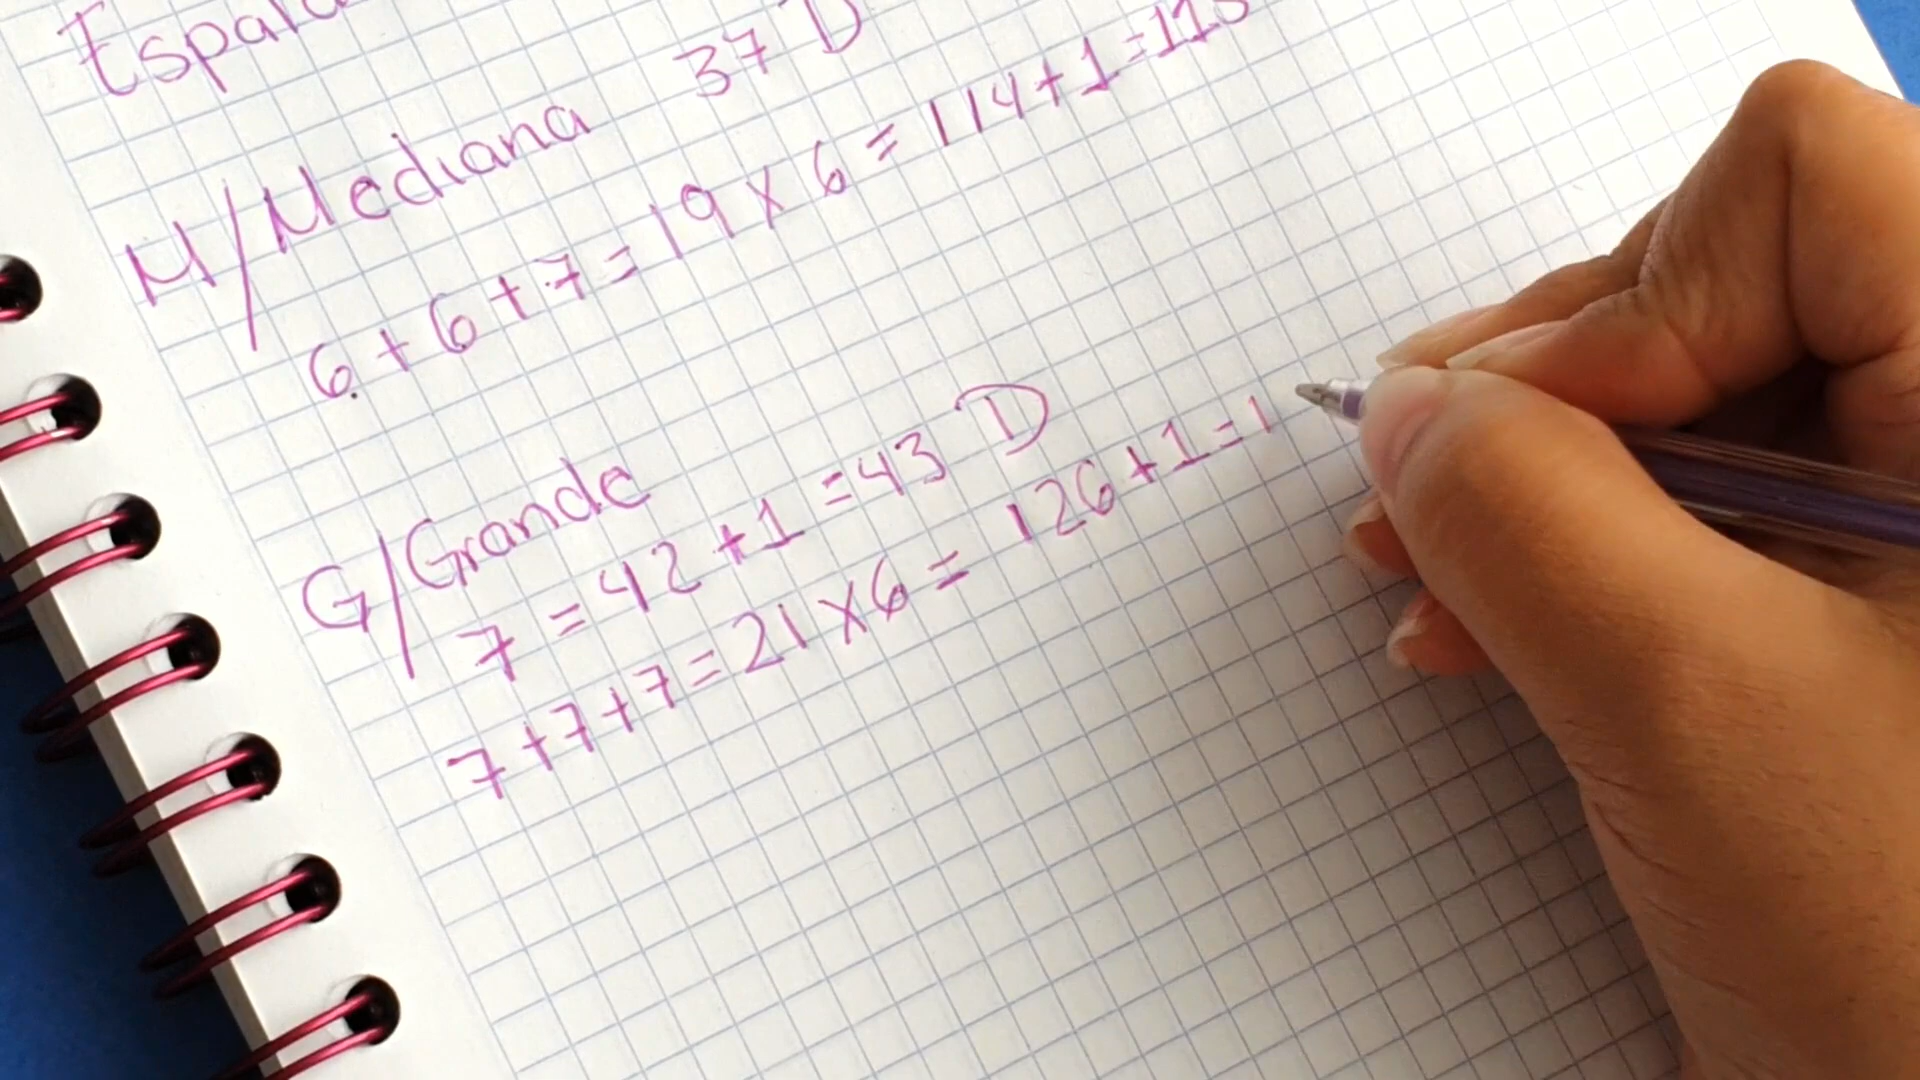 M/Mediana 37 D
6+6+7=19x6=114+1=115
G/Grande
7=42+1=43 D
7+7+7=21x6=126+1=1